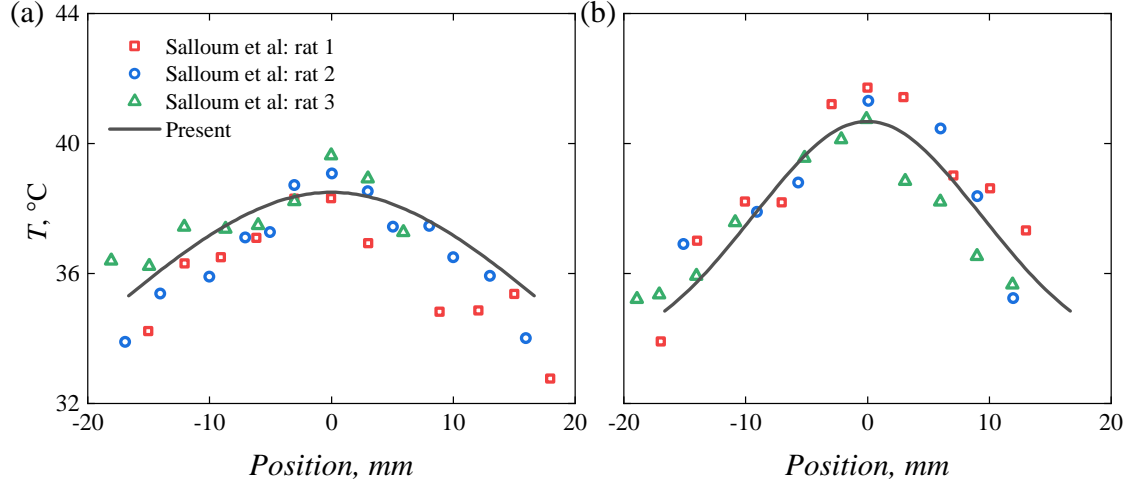 (a)
(b)
44
40
36
32
T, °C
Salloum et al: rat 1
Salloum et al: rat 2
Salloum et al: rat 3
Present
-20 -10 0 10 20
-20 -10 0 10 20
Position, mm
Position, mm